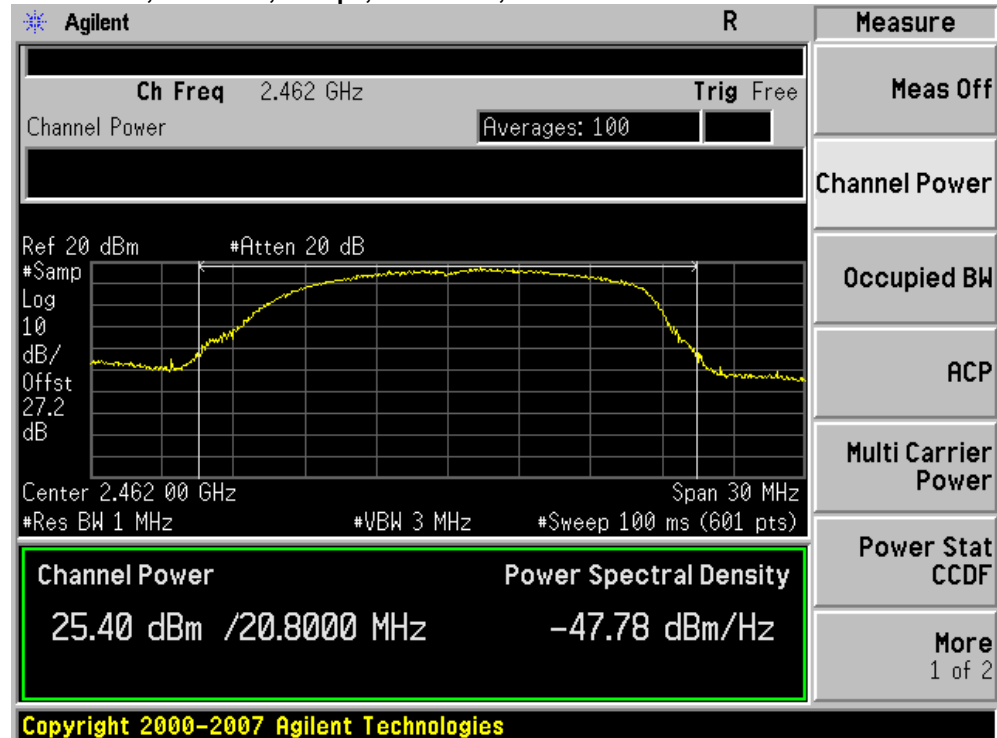 Agilent R
Measure
Ch Freq 2.462 GHz Trig Free
Channel Power Averages: 100
Ref 20 dBm #Atten 20 dB
#Samp
Log
10
dB/
Offst
27.2
dB
Center 2.462 00 GHz Span 30 MHz
#Res BW 1 MHz #VBW 3 MHz #Sweep 100 ms (601 pts)
Channel Power Power Spectral Density
25.40 dBm /20.8000 MHz -47.78 dBm/Hz
Meas Off
Channel Power
Occupied BW
ACP
Multi Carrier
Power
Power Stat
CCDF
More
1 of 2
Copyright 2000-2007 Agilent Technologies